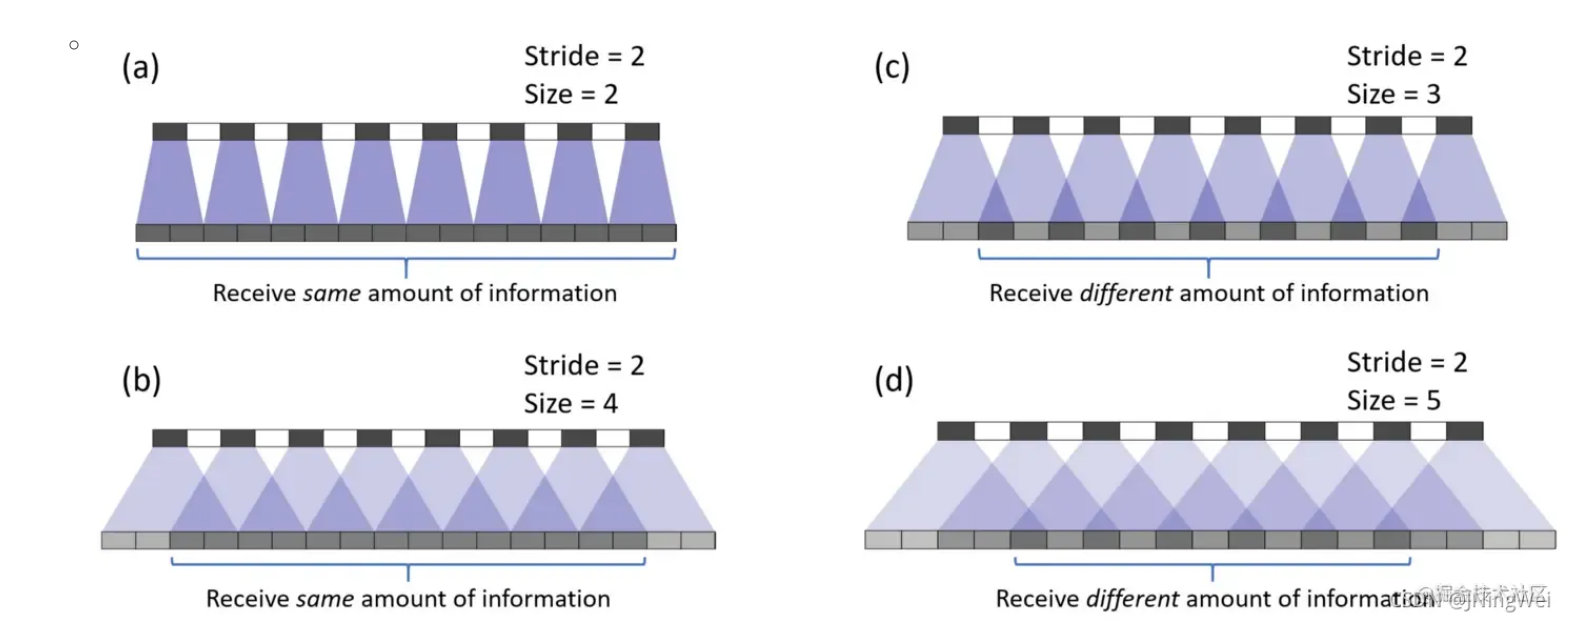 (a)
Stride = 2
Size = 2
Receive same amount of information
(c)
Stride = 2
Size = 3
Receive different amount of information
(b)
Stride = 2
Size = 4
Receive same amount of information
(d)
Stride = 2
Size = 5
Receive different amount of information
@稀土掘金技术社区
CSDN @jNingWei